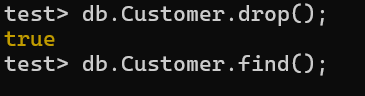 test> db.Customer.drop();
true
test> db.Customer.find();